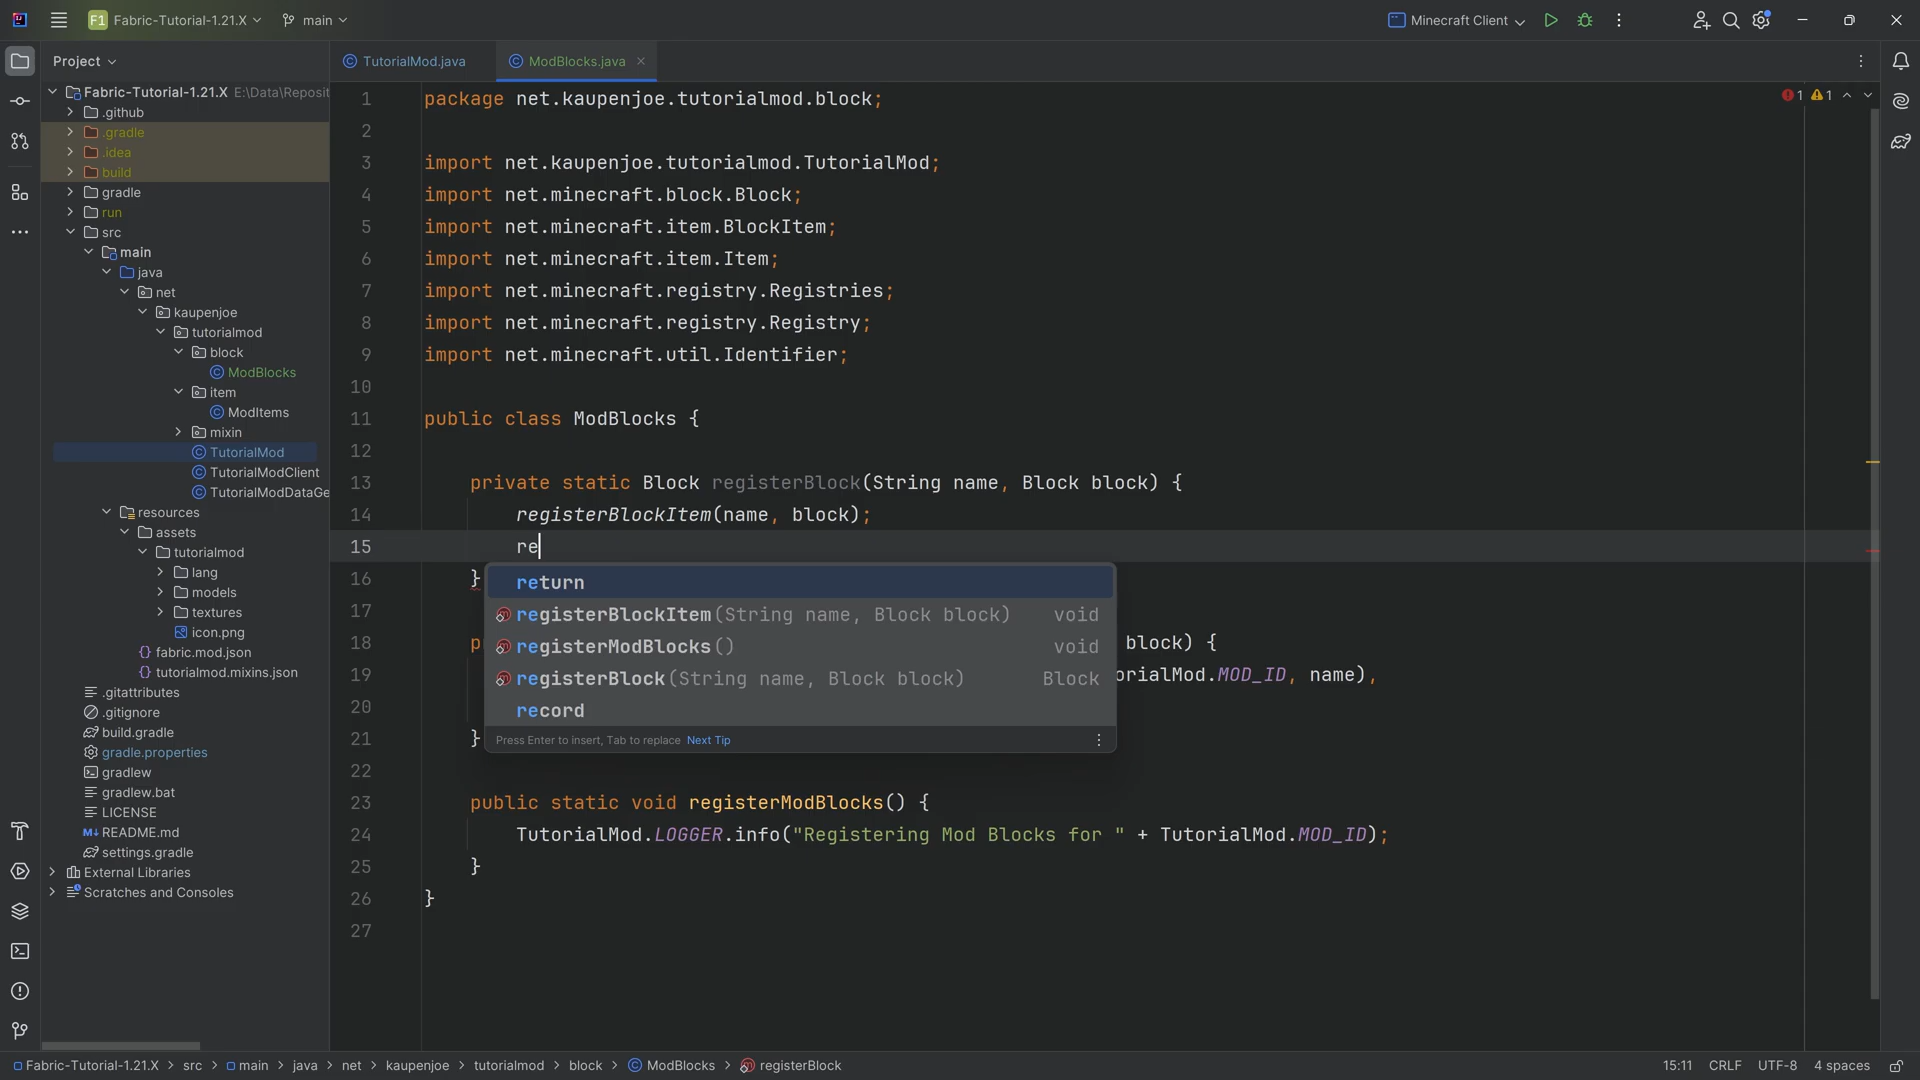 F1 Fabric-Tutorial-1.21.X main Minecraft Client
Project
Fabric-Tutorial-1.21.X E:\Data\Reposit
.github
.gradle
.idea
build
gradle
run
src
main
java
net
kaupenjoe
tutorialmod
block
ModBlocks
item
ModItems
mixin
TutorialMod
TutorialModClient
TutorialModDataGe
resources
assets
tutorialmod
lang
models
textures
icon.png
fabric.mod.json
tutorialmod.mixins.json
.gitattributes
.gitignore
build.gradle
gradle.properties
gradlew
gradlew.bat
LICENSE
README.md
settings.gradle
External Libraries
Scratches and Consoles
TutorialMod.java ModBlocks.java
1 package net.kaupenjoe.tutorialmod.block; 1 1
2
3 import net.kaupenjoe.tutorialmod.TutorialMod;
4 import net.minecraft.block.Block;
5 import net.minecraft.item.BlockItem;
6 import net.minecraft.item.Item;
7 import net.minecraft.registry.Registries;
8 import net.minecraft.registry.Registry;
9 import net.minecraft.util.Identifier;
10
11 public class ModBlocks {
12
13 private static Block registerBlock(String name, Block block) {
14 registerBlockItem(name, block);
15 re
16 }
17
18 p block) {
19 orialMod.MOD_ID, name),
20
21 }
22
23 public static void registerModBlocks() {
24 TutorialMod.LOGGER.info("Registering Mod Blocks for " + TutorialMod.MOD_ID);
25 }
26 }
27
return
registerBlockItem(String name, Block block) void
registerModBlocks() void
registerBlock(String name, Block block) Block
record
Press Enter to insert, Tab to replace Next Tip
Fabric-Tutorial-1.21.X > src > main > java > net > kaupenjoe > tutorialmod > block > ModBlocks > registerBlock 15:11 CRLF UTF-8 4 spaces